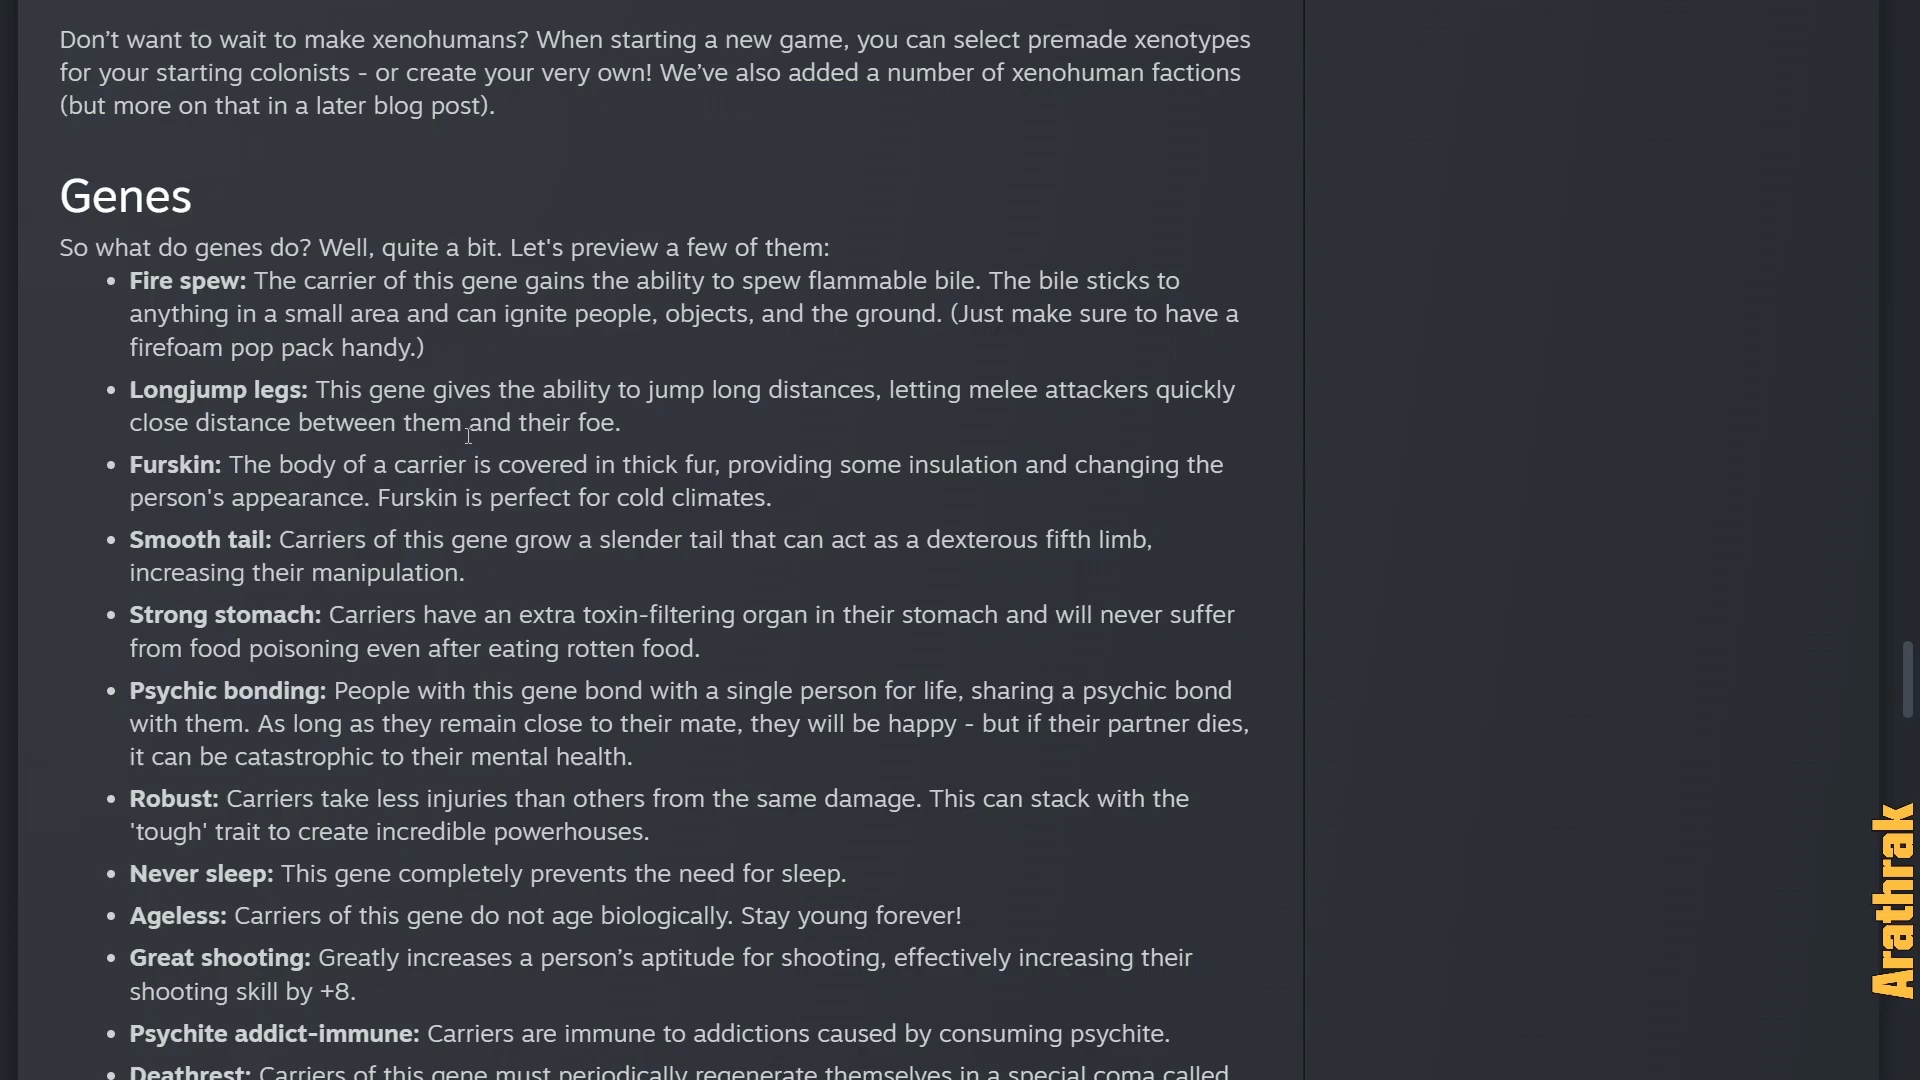 Don’t want to wait to make xenohumans? When starting a new game, you can select premade xenotypes
for your starting colonists - or create your very own! We’ve also added a number of xenohuman factions
(but more on that in a later blog post).
Genes
So what do genes do? Well, quite a bit. Let's preview a few of them:
• Fire spew: The carrier of this gene gains the ability to spew flammable bile. The bile sticks to
anything in a small area and can ignite people, objects, and the ground. (Just make sure to have a
firefoam pop pack handy.)
• Longjump legs: This gene gives the ability to jump long distances, letting melee attackers quickly
close distance between them and their foe.
• Furskin: The body of a carrier is covered in thick fur, providing some insulation and changing the
person's appearance. Furskin is perfect for cold climates.
• Smooth tail: Carriers of this gene grow a slender tail that can act as a dexterous fifth limb,
increasing their manipulation.
• Strong stomach: Carriers have an extra toxin-filtering organ in their stomach and will never suffer
from food poisoning even after eating rotten food.
• Psychic bonding: People with this gene bond with a single person for life, sharing a psychic bond
with them. As long as they remain close to their mate, they will be happy - but if their partner dies,
it can be catastrophic to their mental health.
• Robust: Carriers take less injuries than others from the same damage. This can stack with the
'tough' trait to create incredible powerhouses.
• Never sleep: This gene completely prevents the need for sleep.
• Ageless: Carriers of this gene do not age biologically. Stay young forever!
• Great shooting: Greatly increases a person’s aptitude for shooting, effectively increasing their
shooting skill by +8.
• Psychite addict-immune: Carriers are immune to addictions caused by consuming psychite.
• Deathrest: Carriers of this gene must periodically regenerate themselves in a special coma called
Arathrak